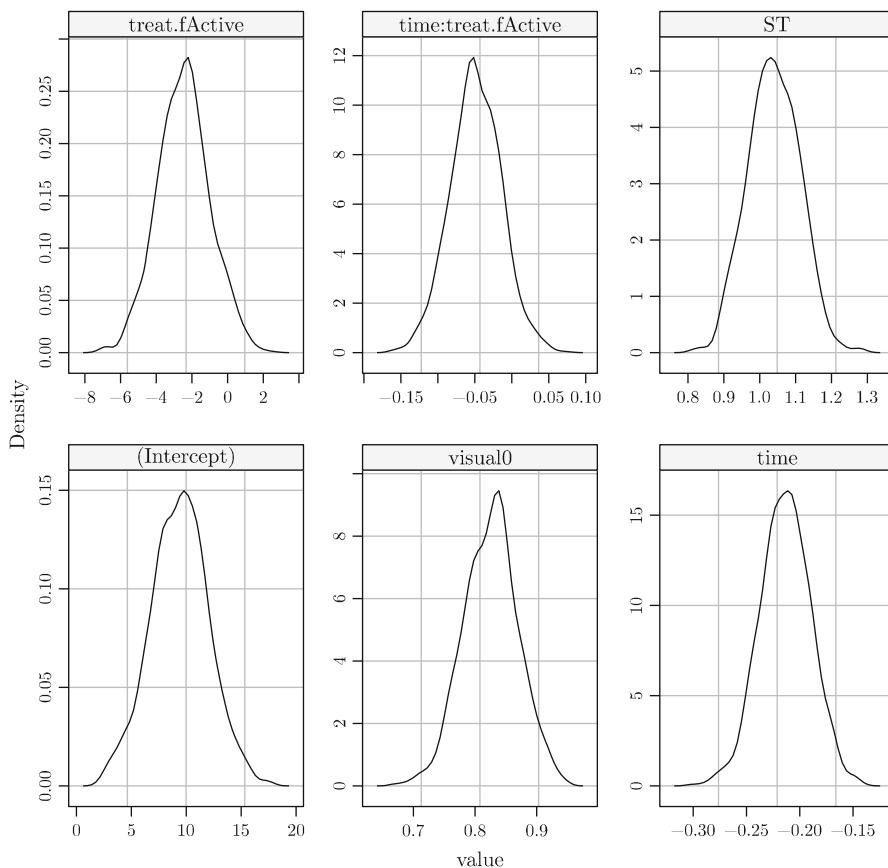 treat.fActive
time:treat.fActive
ST
0.00 0.05 0.10 0.15 0.20 0.25
0 2 4 6 8 10 12
0 1 2 3 4 5
−8 −6 −4 −2 0 2
−0.15 −0.05 0.05 0.10
0.8 0.9 1.0 1.1 1.2 1.3
Density
(Intercept)
visual0
time
0.00 0.05 0.10 0.15
0 2 4 6 8
0 5 10 15
0 5 10 15 20
0.7 0.8 0.9
−0.30 −0.25 −0.20 −0.15
value